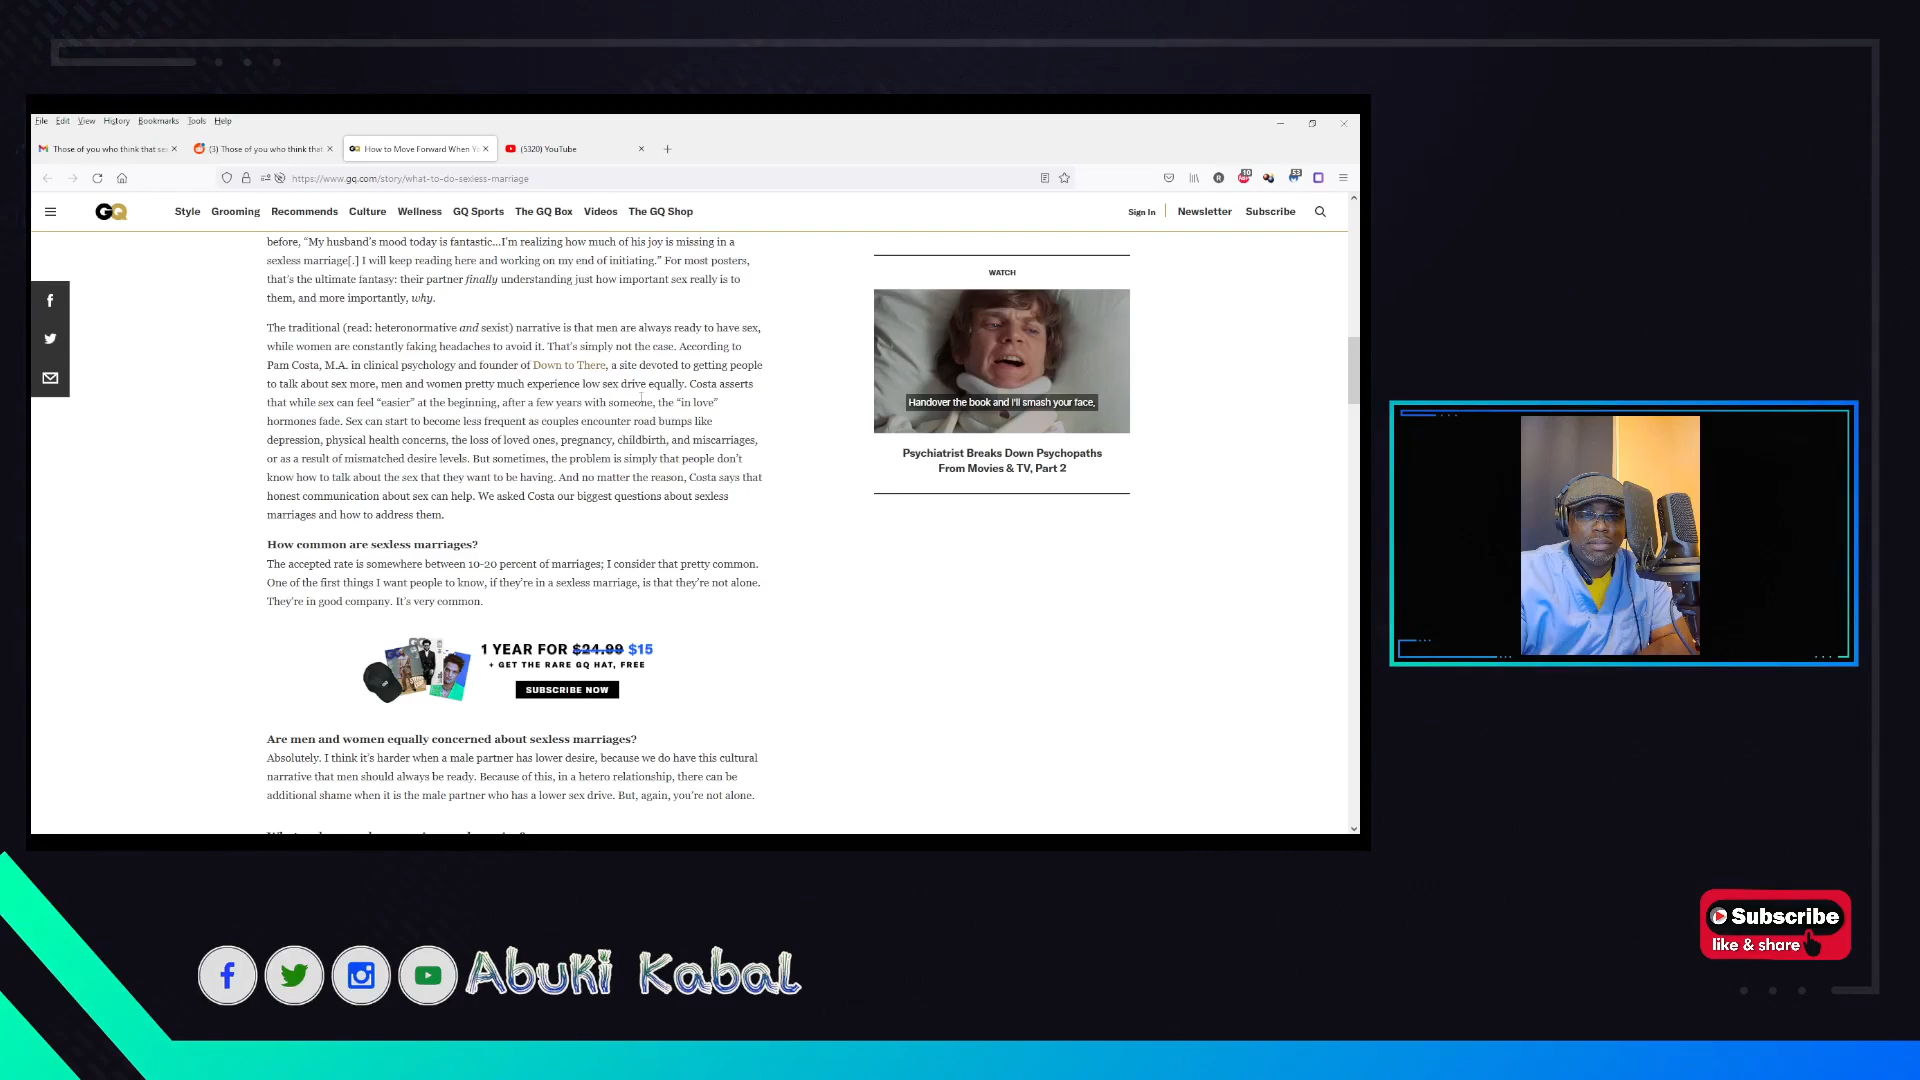 File Edit View History Bookmarks Tools Help
Those of you who think that se
(3) Those of you who think that
GQ How to Move Forward When Yo
(5320) YouTube
https://www.gq.com/story/what-to-do-sexless-marriage
10
53
GQ
Style Grooming Recommends Culture Wellness GQ Sports The GQ Box Videos The GQ Shop
Sign In Newsletter Subscribe
before, “My husband’s mood today is fantastic...I’m realizing how much of his joy is missing in a
sexless marriage[.] I will keep reading here and working on my end of initiating.” For most posters,
that’s the ultimate fantasy: their partner finally understanding just how important sex really is to
them, and more importantly, why.
The traditional (read: heteronormative and sexist) narrative is that men are always ready to have sex,
while women are constantly faking headaches to avoid it. That’s simply not the case. According to
Pam Costa, M.A. in clinical psychology and founder of Down to There, a site devoted to getting people
to talk about sex more, men and women pretty much experience low sex drive equally. Costa asserts
that while sex can feel “easier” at the beginning, after a few years with someone, the “in love”
hormones fade. Sex can start to become less frequent as couples encounter road bumps like
depression, physical health concerns, the loss of loved ones, pregnancy, childbirth, and miscarriages,
or as a result of mismatched desire levels. But sometimes, the problem is simply that people don’t
know how to talk about the sex that they want to be having. And no matter the reason, Costa says that
honest communication about sex can help. We asked Costa our biggest questions about sexless
marriages and how to address them.
How common are sexless marriages?
The accepted rate is somewhere between 10-20 percent of marriages; I consider that pretty common.
One of the first things I want people to know, if they’re in a sexless marriage, is that they’re not alone.
They’re in good company. It’s very common.
1 YEAR FOR $24.99 $15
+ GET THE RARE GQ HAT, FREE
SUBSCRIBE NOW
Are men and women equally concerned about sexless marriages?
Absolutely. I think it’s harder when a male partner has lower desire, because we do have this cultural
narrative that men should always be ready. Because of this, in a hetero relationship, there can be
additional shame when it is the male partner who has a lower sex drive. But, again, you’re not alone.
WATCH
Handover the book and I'll smash your face,
Psychiatrist Breaks Down Psychopaths
From Movies & TV, Part 2
Abuki Kabal
Subscribe
like & share